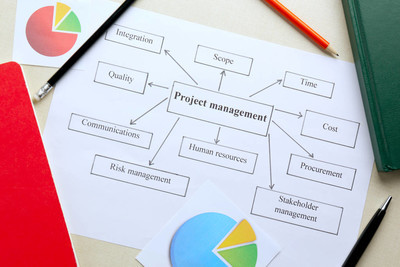 Integration
Scope
Quality
Time
Project management
Communications
Cost
Human resources
Risk management
Procurement
Stakeholder
management